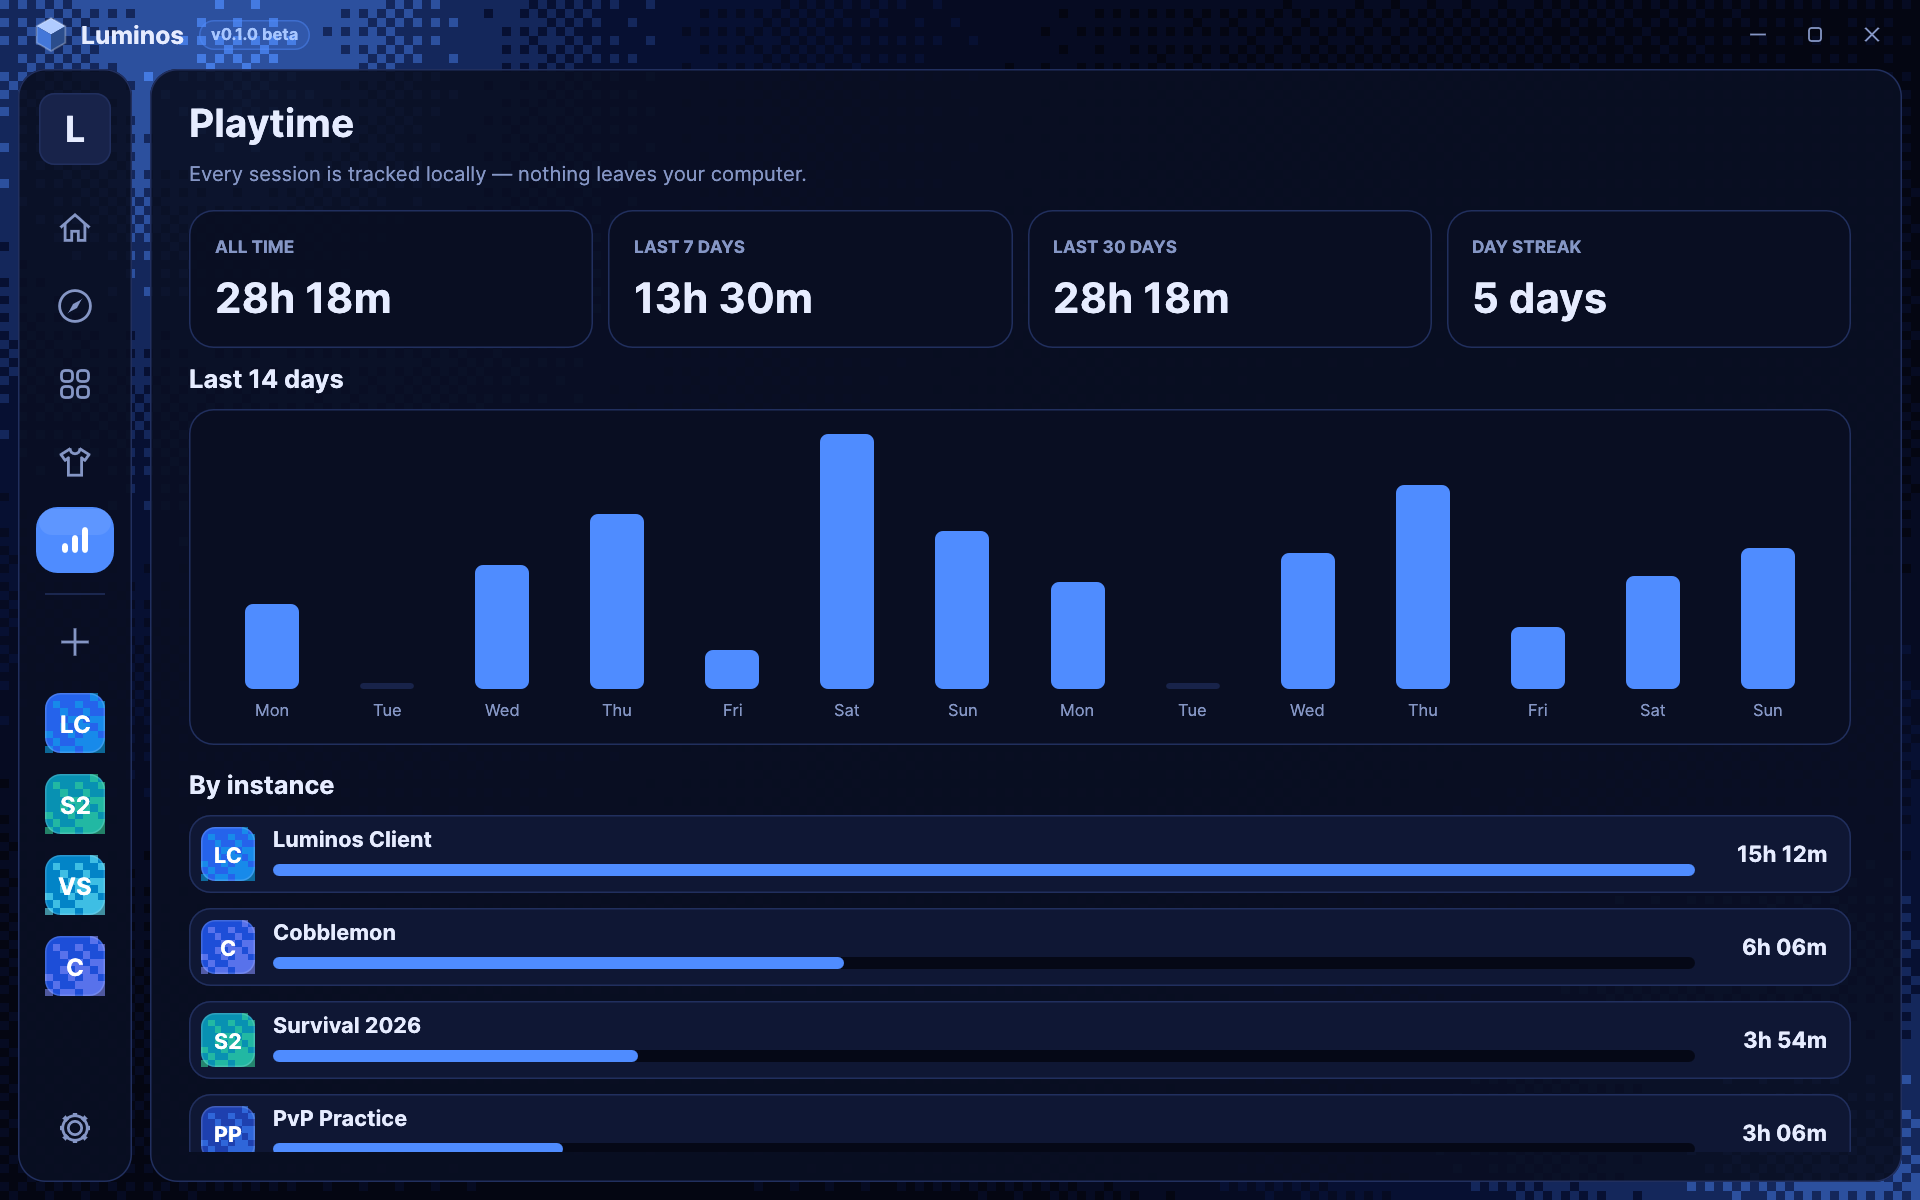 Luminos v0.1.0 beta
L
Playtime
Every session is tracked locally — nothing leaves your computer.
ALL TIME
28h 18m
LAST 7 DAYS
13h 30m
LAST 30 DAYS
28h 18m
DAY STREAK
5 days
Last 14 days
Mon Tue Wed Thu Fri Sat Sun Mon Tue Wed Thu Fri Sat Sun
LC
S2
VS
C
By instance
LC Luminos Client 15h 12m
C Cobblemon 6h 06m
S2 Survival 2026 3h 54m
PP PvP Practice 3h 06m